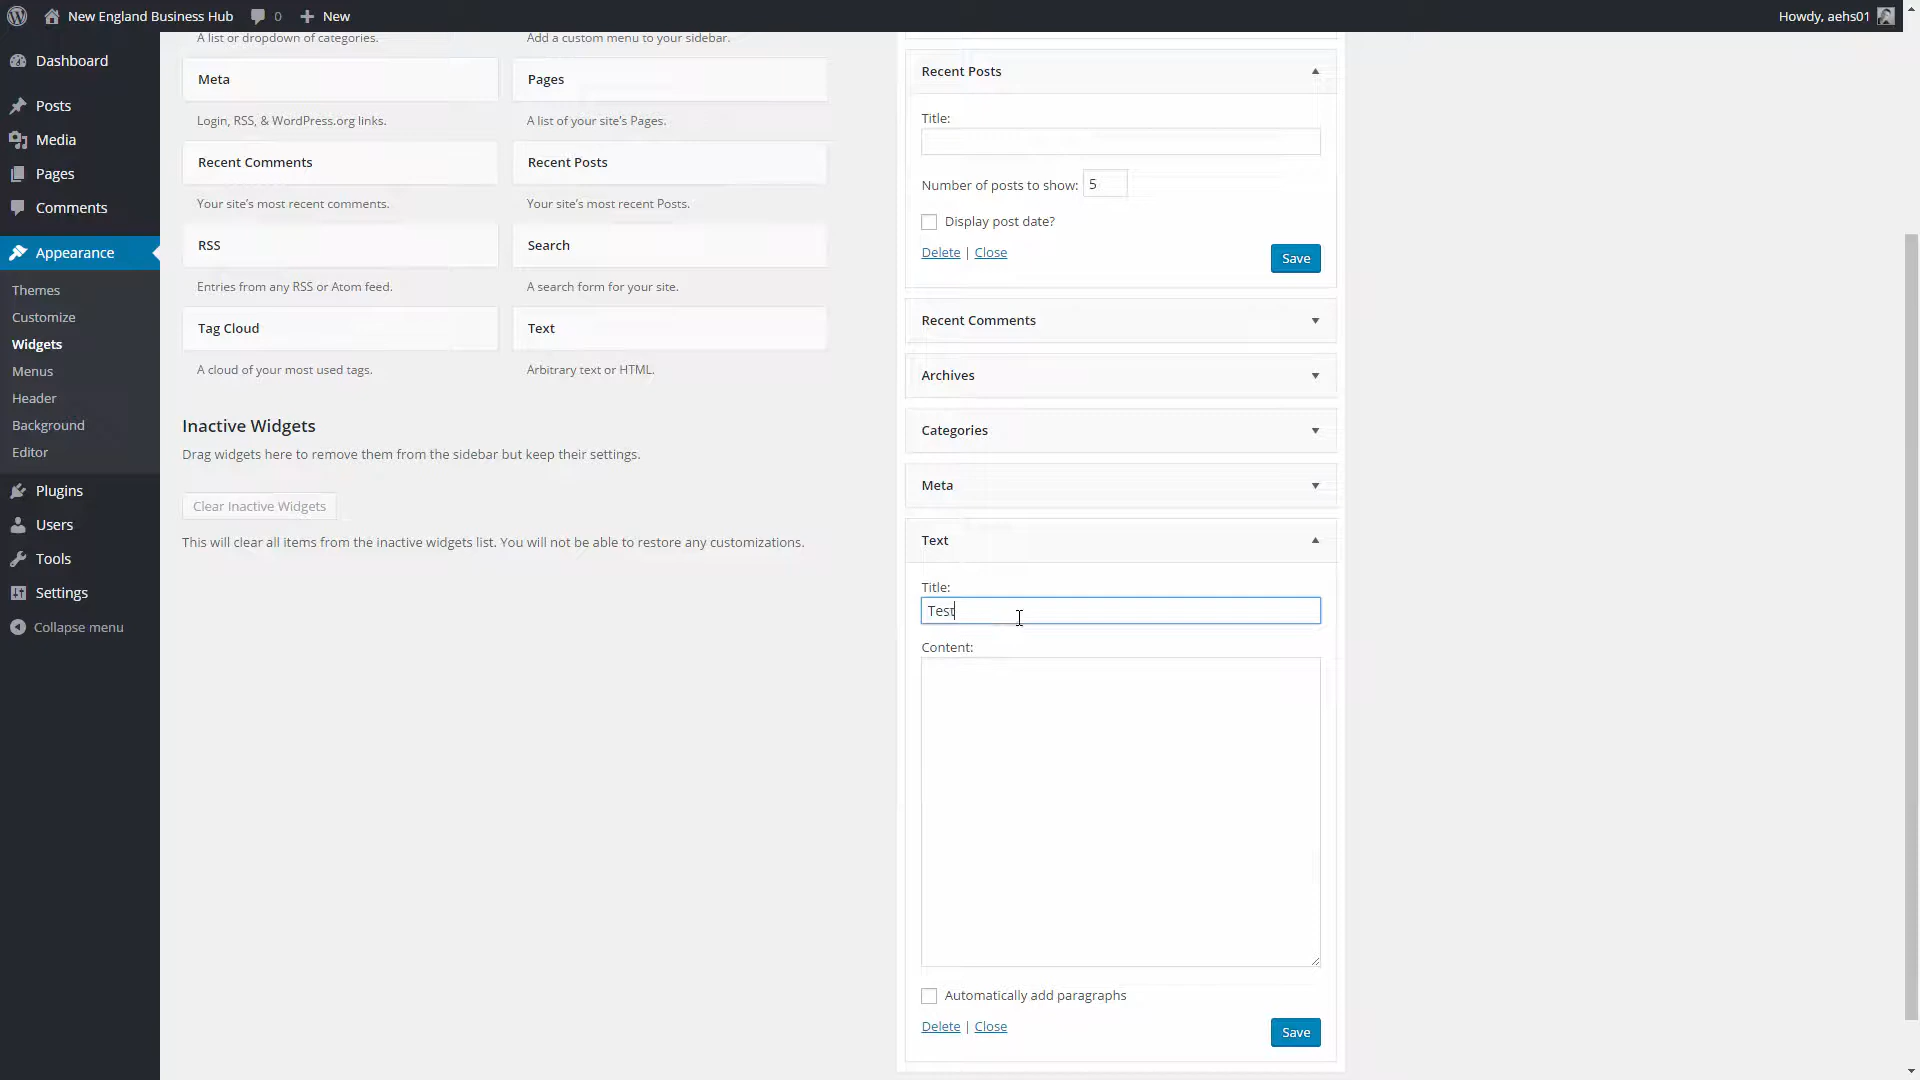 New England Business Hub 0 New Howdy, aehs01
Dashboard
Posts
Media
Pages
Comments
Appearance
Themes
Customize
Widgets
Menus
Header
Background
Editor
Plugins
Users
Tools
Settings
Collapse menu
A list or dropdown of categories. Add a custom menu to your sidebar.
Meta Pages
Login, RSS, & WordPress.org links. A list of your site's Pages.
Recent Comments Recent Posts
Your site's most recent comments. Your site's most recent Posts.
RSS Search
Entries from any RSS or Atom feed. A search form for your site.
Tag Cloud Text
A cloud of your most used tags. Arbitrary text or HTML.
Inactive Widgets
Drag widgets here to remove them from the sidebar but keep their settings.
Clear Inactive Widgets
This will clear all items from the inactive widgets list. You will not be able to restore any customizations.
Recent Posts
Title:
Number of posts to show: 5
Display post date?
Delete | Close Save
Recent Comments
Archives
Categories
Meta
Text
Title:
Test
Content:
Automatically add paragraphs
Delete | Close Save